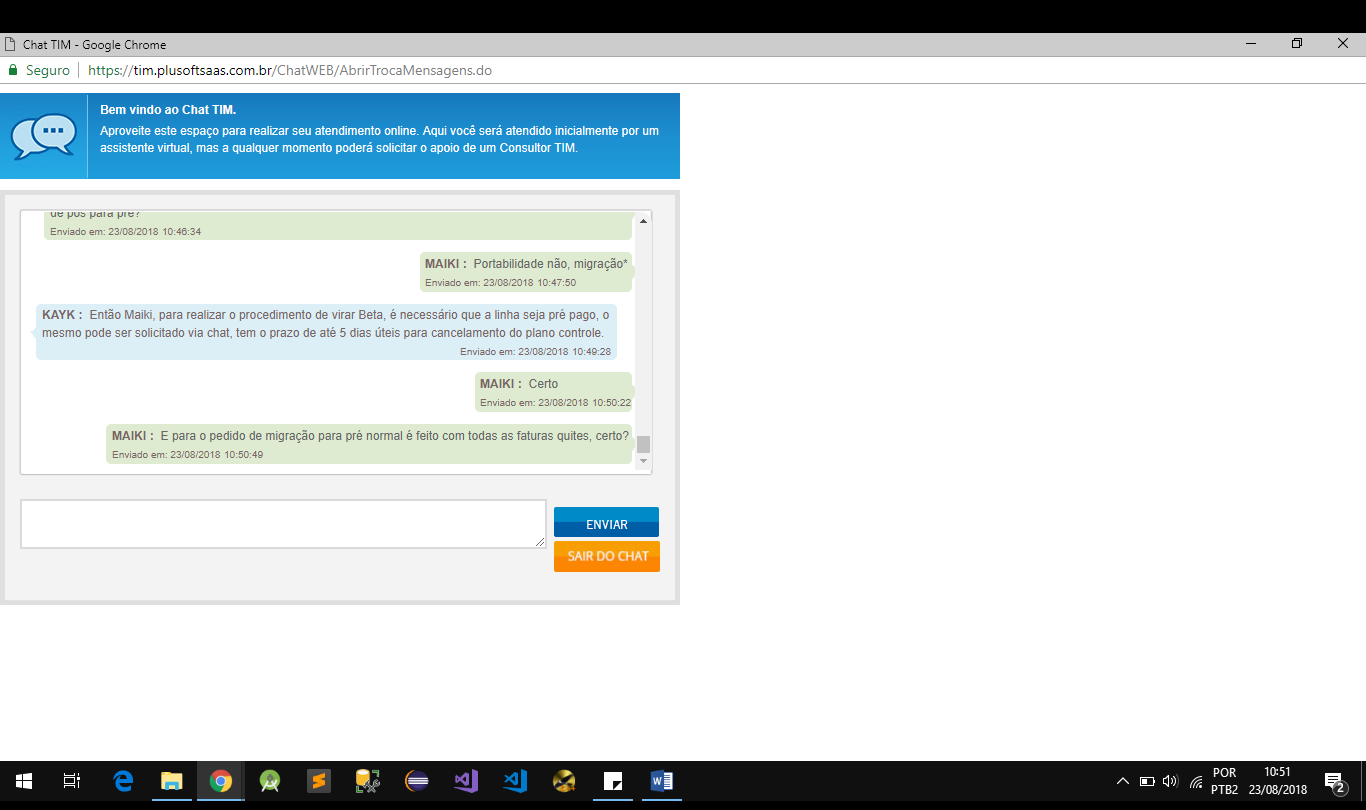 Chat TIM - Google Chrome
Seguro
https://tim.plusoftsaas.com.br/ChatWEB/AbrirTrocaMensagens.do
Bem vindo ao Chat TIM.
Aproveite este espaço para realizar seu atendimento online. Aqui você será atendido inicialmente por um
assistente virtual, mas a qualquer momento poderá solicitar o apoio de um Consultor TIM.
de pós para pré?
Enviado em: 23/08/2018 10:46:34
MAIKI : Portabilidade não, migração*
Enviado em: 23/08/2018 10:47:50
KAYK : Então Maiki, para realizar o procedimento de virar Beta, é necessário que a linha seja pré pago, o
mesmo pode ser solicitado via chat, tem o prazo de até 5 dias úteis para cancelamento do plano controle.
Enviado em: 23/08/2018 10:49:28
MAIKI : Certo
Enviado em: 23/08/2018 10:50:22
MAIKI : E para o pedido de migração para pré normal é feito com todas as faturas quites, certo?
Enviado em: 23/08/2018 10:50:49
ENVIAR
SAIR DO CHAT
POR
PTB2
10:51
23/08/2018
2